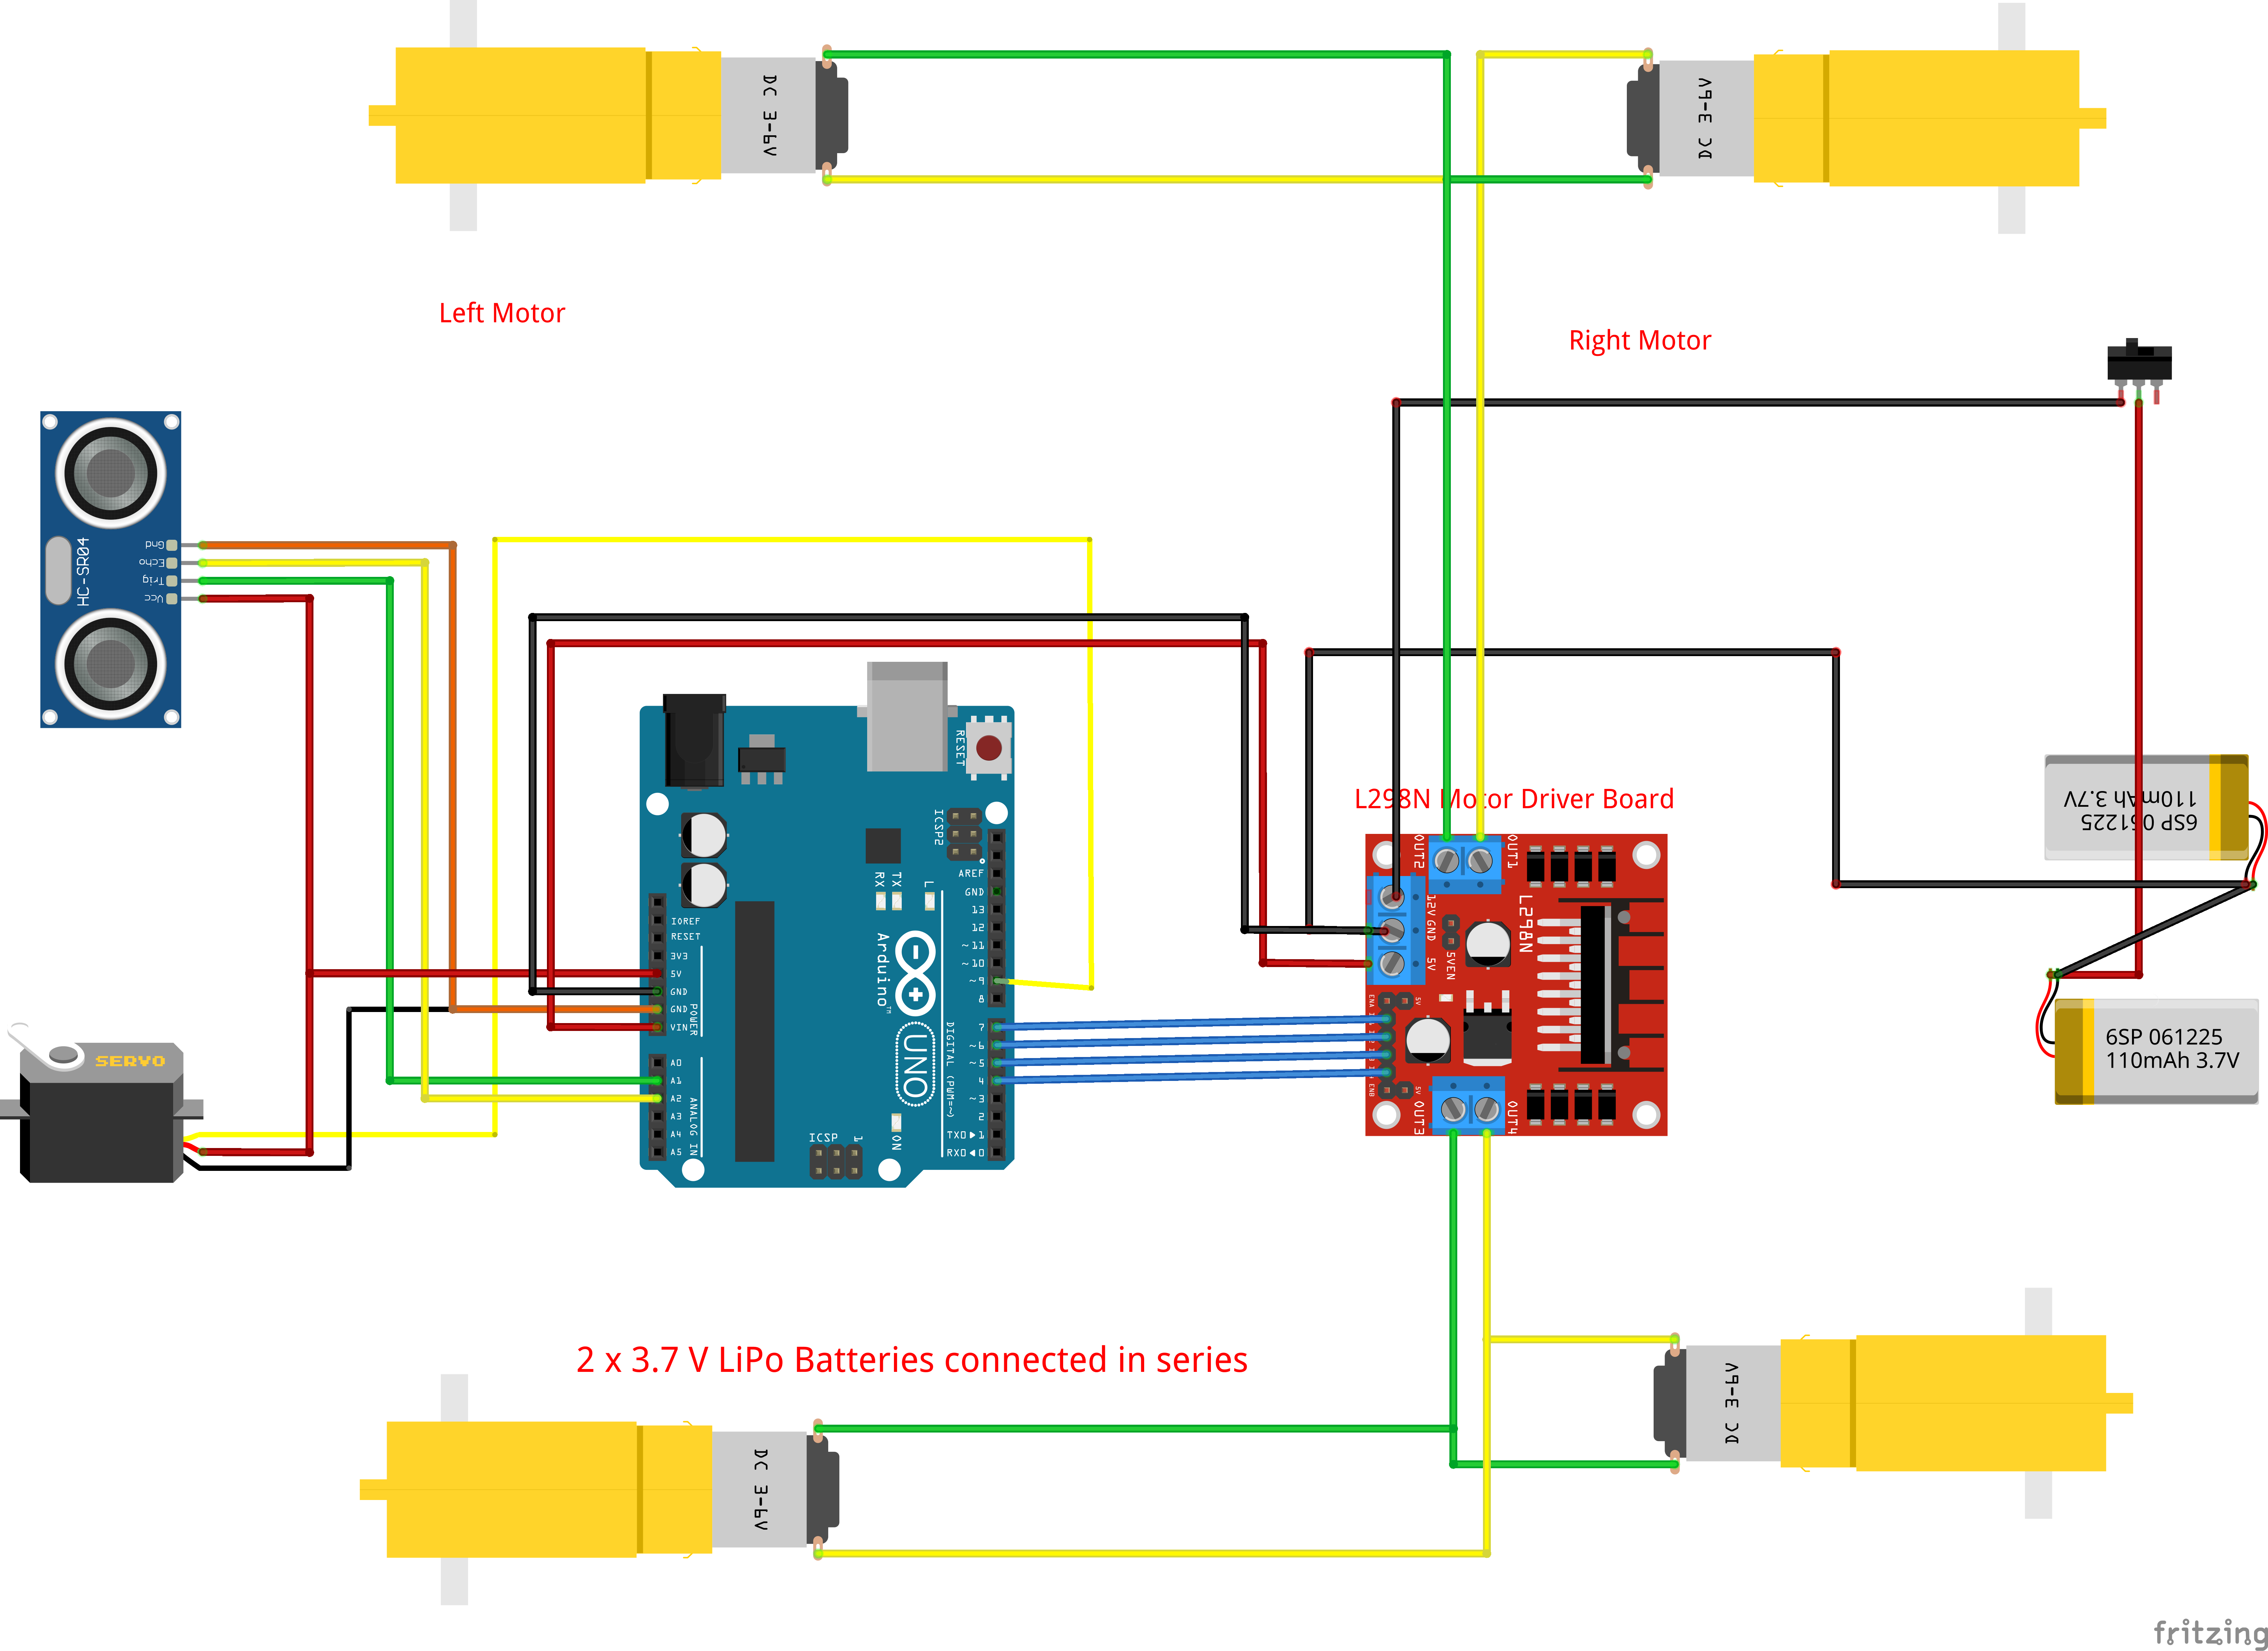 DC 3-6V
DC 3-6V
Left Motor
Right Motor
HC-SR04
Gnd
Echo
Trig
Vcc
RESET
ICSP2
AREF
GND
13
12
~11
~10
~9
8
7
~6
~5
4
~3
2
TX0▶1
RX0◀0
RX
TX
L
IOREF
RESET
3V3
5V
GND
GND
VIN
POWER
A0
A1
A2
A3
A4
A5
ANALOG IN
Arduino™
UNO
DIGITAL (PWM=~)
ICSP
1
ON
L298N Motor Driver Board
OUT2
OUT1
12V
GND
5V
5VEN
L298N
ENA
5V
ENB
5V
OUT3
OUT4
6SP 061225
110mAh 3.7V
6SP 061225
110mAh 3.7V
SERVO
2 x 3.7 V LiPo Batteries connected in series
DC 3-6V
DC 3-6V
fritzing